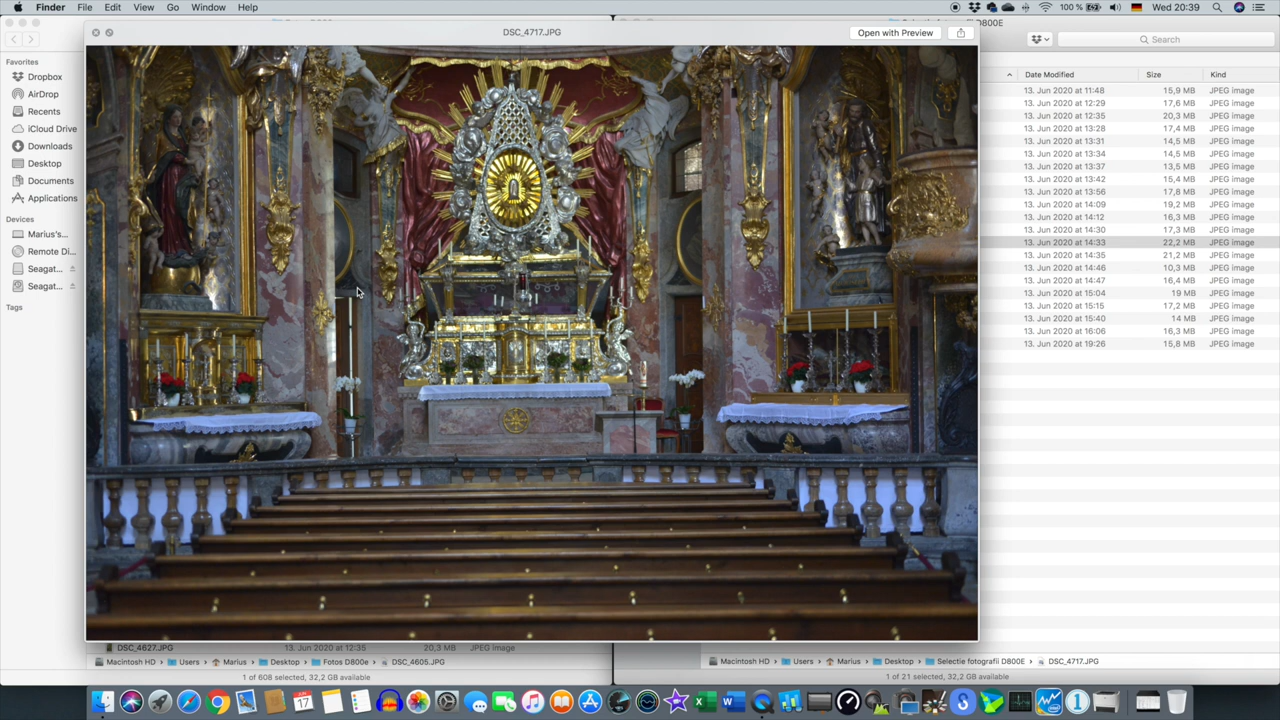 Finder File Edit View Go Window Help 100 % Wed 20:39
DSC_4717.JPG
Open with Preview
D800E
Search
Favorites
Dropbox
AirDrop
Recents
iCloud Drive
Downloads
Desktop
Documents
Applications
Devices
Marius's...
Remote Di...
Seagat...
Seagat...
Tags
Date Modified Size Kind
13. Jun 2020 at 11:48 15,9 MB JPEG image
13. Jun 2020 at 12:29 17,6 MB JPEG image
13. Jun 2020 at 12:35 20,3 MB JPEG image
13. Jun 2020 at 13:28 17,4 MB JPEG image
13. Jun 2020 at 13:31 14,5 MB JPEG image
13. Jun 2020 at 13:34 14,5 MB JPEG image
13. Jun 2020 at 13:37 13,5 MB JPEG image
13. Jun 2020 at 13:42 15,4 MB JPEG image
13. Jun 2020 at 13:56 17,8 MB JPEG image
13. Jun 2020 at 14:09 19,2 MB JPEG image
13. Jun 2020 at 14:12 16,3 MB JPEG image
13. Jun 2020 at 14:30 17,3 MB JPEG image
13. Jun 2020 at 14:33 22,2 MB JPEG image
13. Jun 2020 at 14:35 21,2 MB JPEG image
13. Jun 2020 at 14:46 10,3 MB JPEG image
13. Jun 2020 at 14:47 16,4 MB JPEG image
13. Jun 2020 at 15:04 19 MB JPEG image
13. Jun 2020 at 15:15 17,2 MB JPEG image
13. Jun 2020 at 15:40 14 MB JPEG image
13. Jun 2020 at 16:06 16,3 MB JPEG image
13. Jun 2020 at 19:26 15,8 MB JPEG image
DSC_4627.JPG 13. Jun 2020 at 12:35 20,3 MB JPEG image
Macintosh HD Users Marius Desktop Fotos D800e DSC_4605.JPG
1 of 608 selected, 32,2 GB available
Macintosh HD Users Marius Desktop Selectie fotografii D800E DSC_4717.JPG
1 of 21 selected, 32,2 GB available
JUN
17